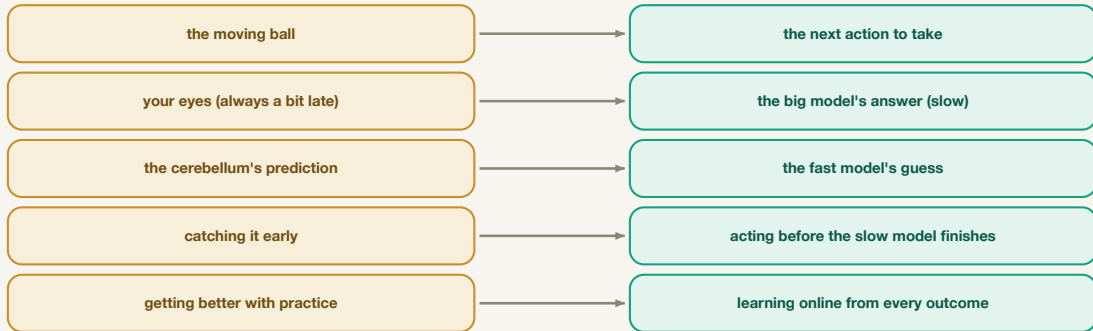 the moving ball
the next action to take
your eyes (always a bit late)
the big model's answer (slow)
the cerebellum's prediction
the fast model's guess
catching it early
acting before the slow model finishes
getting better with practice
learning online from every outcome